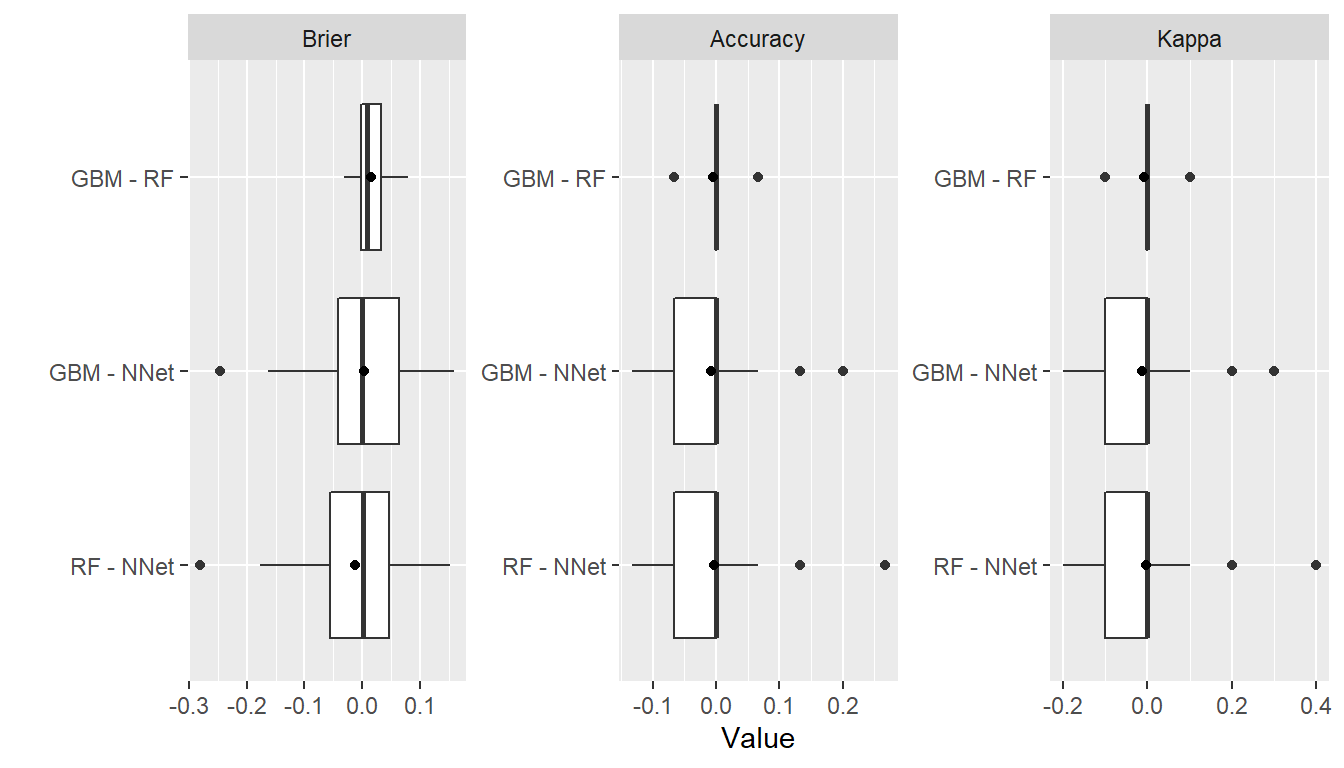 Brier Accuracy Kappa
GBM - RF GBM - RF GBM - RF
GBM - NNet GBM - NNet GBM - NNet
RF - NNet RF - NNet RF - NNet
-0.3 -0.2 -0.1 0.0 0.1 -0.1 0.0 0.1 0.2 -0.2 0.0 0.2 0.4
Value